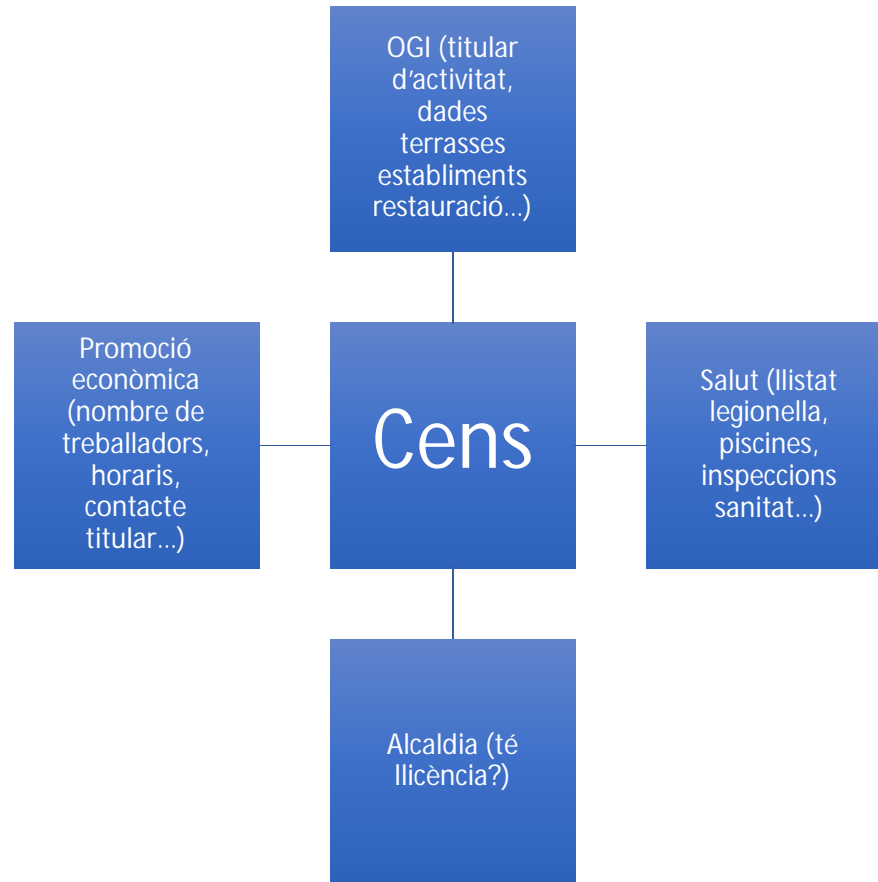 OGI (titular
d'activitat,
dades
terrasses
establiments
restauració...)
Promoció
econòmica
(nombre de
treballadors,
horaris,
contacte
titular...)
Cens
Salut (llistat
legionella,
piscines,
inspeccions
sanitat...)
Alcaldia (té
llicència?)